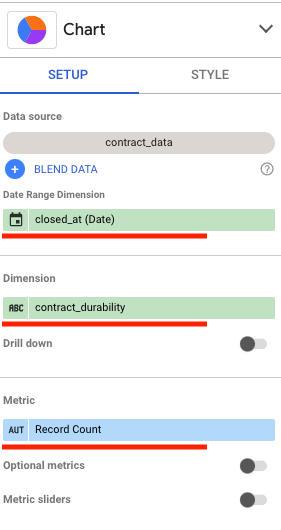 Chart
SETUP STYLE
Data source
contract_data
+ BLEND DATA ?
Date Range Dimension
closed_at (Date)
Dimension
ABC contract_durability
Drill down
Metric
AUT Record Count
Optional metrics
Metric sliders